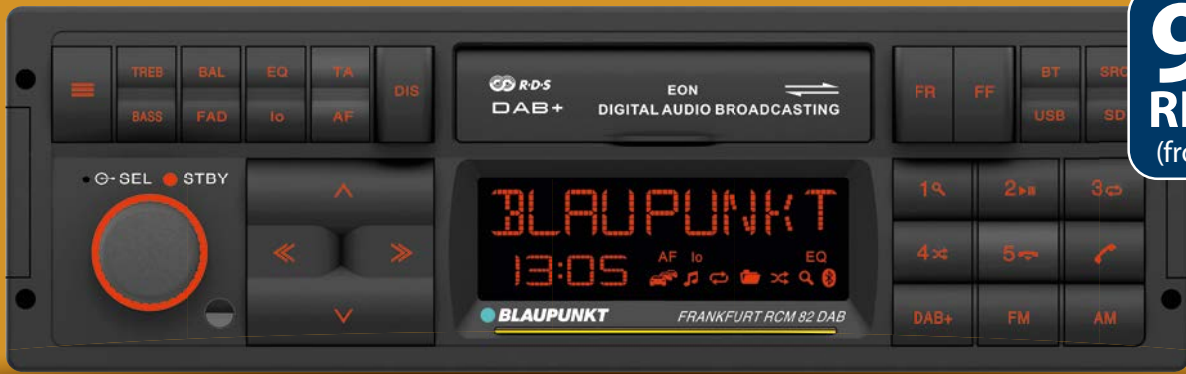 TREB BAL EQ TA
BASS FAD lo AF
DIS
R·D·S
DAB+
EON
DIGITAL AUDIO BROADCASTING
FR FF
BT
USB SD
9
(fro
SEL STBY
BLAUPUNKT
13:05 AF lo EQ
BLAUPUNKT FRANKFURT RCM 82 DAB
1 2 3
4 5
DAB+ FM AM